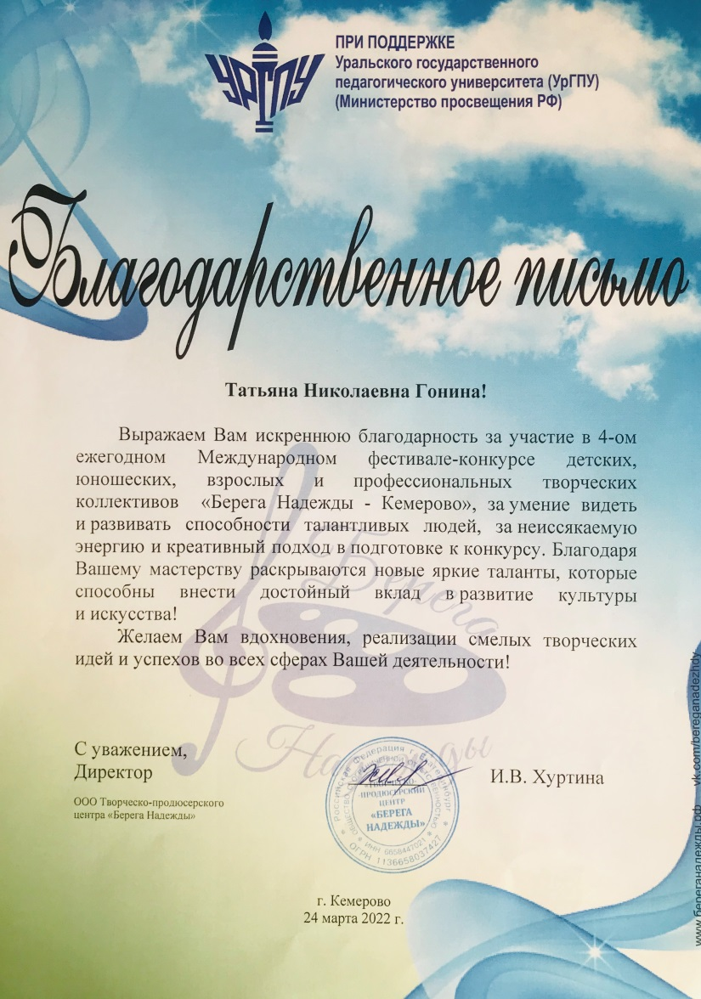 УРГПУ
ПРИ ПОДДЕРЖКЕ
Уральского государственного
педагогического университета (УрГПУ)
(Министерство просвещения РФ)
Благодарственное письмо
Татьяна Николаевна Гонина!
Выражаем Вам искреннюю благодарность за участие в 4-ом
ежегодном Международном фестивале-конкурсе детских,
юношеских, взрослых и профессиональных творческих
коллективов «Берега Надежды - Кемерово», за умение видеть
и развивать способности талантливых людей, за неиссякаемую
энергию и креативный подход в подготовке к конкурсу. Благодаря
Вашему мастерству раскрываются новые яркие таланты, которые
способны внести достойный вклад в развитие культуры
и искусства!
Желаем Вам вдохновения, реализации смелых творческих
идей и успехов во всех сферах Вашей деятельности!
Берега
Надежды
С уважением,
Директор
И.В. Хуртина
ООО Творческо-продюсерского
центра «Берега Надежды»
Российская Федерация г. Екатеринбург
ОБЩЕСТВО С ОГРАНИЧЕННОЙ ОТВЕТСТВЕННОСТЬЮ
-ПРОДЮСЕРСКИЙ
ЦЕНТР
«БЕРЕГА
НАДЕЖДЫ»
ИНН 6658447021
ОГРН 1136658037427
г. Кемерово
24 марта 2022 г.
www.береганадежды.рф vk.com/bereganadezhdy